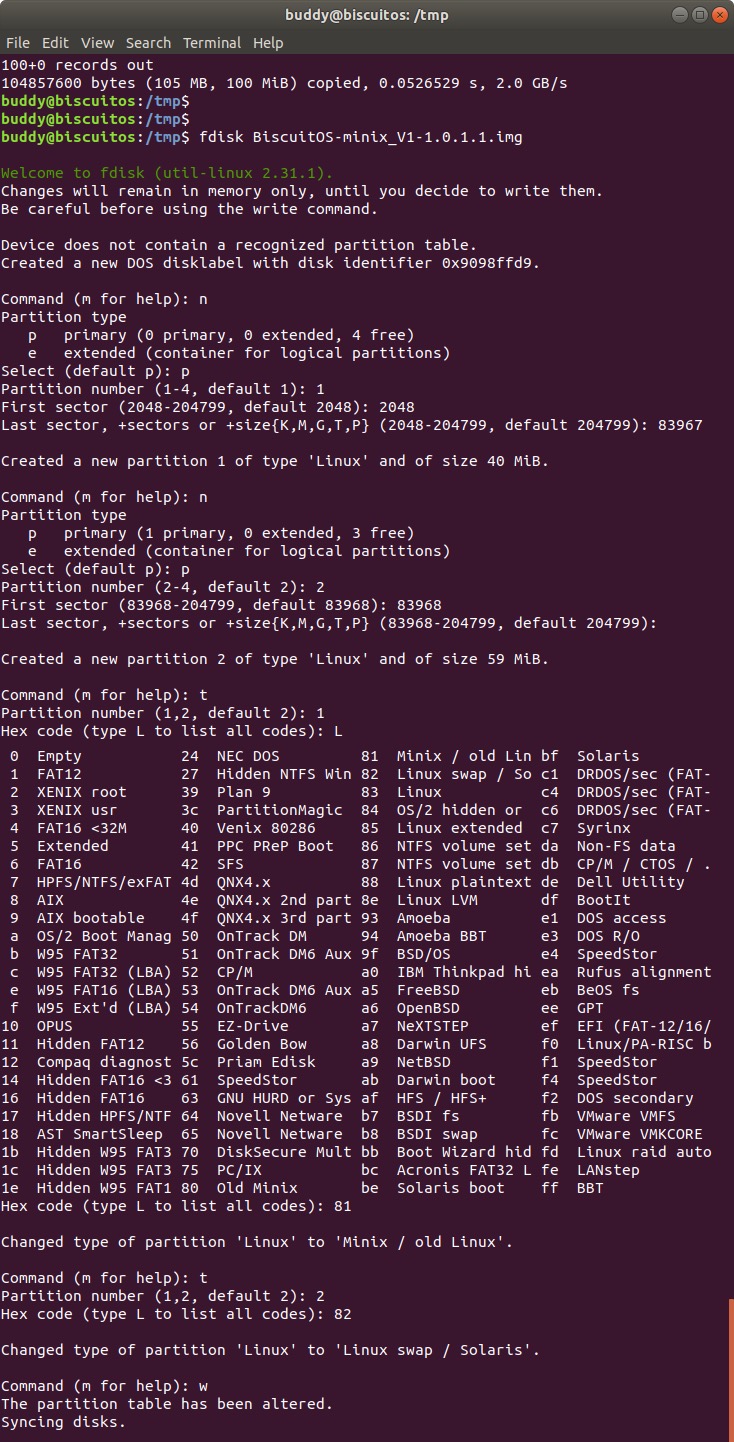 buddy@biscuitos: /tmp
File Edit View Search Terminal Help
100+0 records out
104857600 bytes (105 MB, 100 MiB) copied, 0.0526529 s, 2.0 GB/s
buddy@biscuitos:/tmp$
buddy@biscuitos:/tmp$
buddy@biscuitos:/tmp$ fdisk BiscuitOS-minix_V1-1.0.1.1.img
Welcome to fdisk (util-linux 2.31.1).
Changes will remain in memory only, until you decide to write them.
Be careful before using the write command.
Device does not contain a recognized partition table.
Created a new DOS disklabel with disk identifier 0x9098ffd9.
Command (m for help): n
Partition type
   p   primary (0 primary, 0 extended, 4 free)
   e   extended (container for logical partitions)
Select (default p): p
Partition number (1-4, default 1): 1
First sector (2048-204799, default 2048): 2048
Last sector, +sectors or +size{K,M,G,T,P} (2048-204799, default 204799): 83967
Created a new partition 1 of type 'Linux' and of size 40 MiB.
Command (m for help): n
Partition type
   p   primary (1 primary, 0 extended, 3 free)
   e   extended (container for logical partitions)
Select (default p): p
Partition number (2-4, default 2): 2
First sector (83968-204799, default 83968): 83968
Last sector, +sectors or +size{K,M,G,T,P} (83968-204799, default 204799):
Created a new partition 2 of type 'Linux' and of size 59 MiB.
Command (m for help): t
Partition number (1,2, default 2): 1
Hex code (type L to list all codes): L
 0  Empty           24  NEC DOS         81  Minix / old Lin bf  Solaris
 1  FAT12           27  Hidden NTFS Win 82  Linux swap / So c1  DRDOS/sec (FAT-
 2  XENIX root      39  Plan 9          83  Linux           c4  DRDOS/sec (FAT-
 3  XENIX usr       3c  PartitionMagic  84  OS/2 hidden or  c6  DRDOS/sec (FAT-
 4  FAT16 <32M      40  Venix 80286     85  Linux extended  c7  Syrinx
 5  Extended        41  PPC PReP Boot   86  NTFS volume set da  Non-FS data
 6  FAT16           42  SFS             87  NTFS volume set db  CP/M / CTOS / .
 7  HPFS/NTFS/exFAT 4d  QNX4.x          88  Linux plaintext de  Dell Utility
 8  AIX             4e  QNX4.x 2nd part 8e  Linux LVM       df  BootIt
 9  AIX bootable    4f  QNX4.x 3rd part 93  Amoeba          e1  DOS access
 a  OS/2 Boot Manag 50  OnTrack DM      94  Amoeba BBT      e3  DOS R/O
 b  W95 FAT32       51  OnTrack DM6 Aux 9f  BSD/OS          e4  SpeedStor
 c  W95 FAT32 (LBA) 52  CP/M            a0  IBM Thinkpad hi ea  Rufus alignment
 e  W95 FAT16 (LBA) 53  OnTrack DM6 Aux a5  FreeBSD         eb  BeOS fs
 f  W95 Ext'd (LBA) 54  OnTrackDM6      a6  OpenBSD         ee  GPT
10  OPUS            55  EZ-Drive        a7  NeXTSTEP        ef  EFI (FAT-12/16/
11  Hidden FAT12    56  Golden Bow      a8  Darwin UFS      f0  Linux/PA-RISC b
12  Compaq diagnost 5c  Priam Edisk     a9  NetBSD          f1  SpeedStor
14  Hidden FAT16 <3 61  SpeedStor       ab  Darwin boot     f4  SpeedStor
16  Hidden FAT16    63  GNU HURD or Sys af  HFS / HFS+      f2  DOS secondary
17  Hidden HPFS/NTF 64  Novell Netware  b7  BSDI fs         fb  VMware VMFS
18  AST SmartSleep  65  Novell Netware  b8  BSDI swap       fc  VMware VMKCORE
1b  Hidden W95 FAT3 70  DiskSecure Mult bb  Boot Wizard hid fd  Linux raid auto
1c  Hidden W95 FAT3 75  PC/IX           bc  Acronis FAT32 L fe  LANstep
1e  Hidden W95 FAT1 80  Old Minix       be  Solaris boot    ff  BBT
Hex code (type L to list all codes): 81
Changed type of partition 'Linux' to 'Minix / old Linux'.
Command (m for help): t
Partition number (1,2, default 2): 2
Hex code (type L to list all codes): 82
Changed type of partition 'Linux' to 'Linux swap / Solaris'.
Command (m for help): w
The partition table has been altered.
Syncing disks.